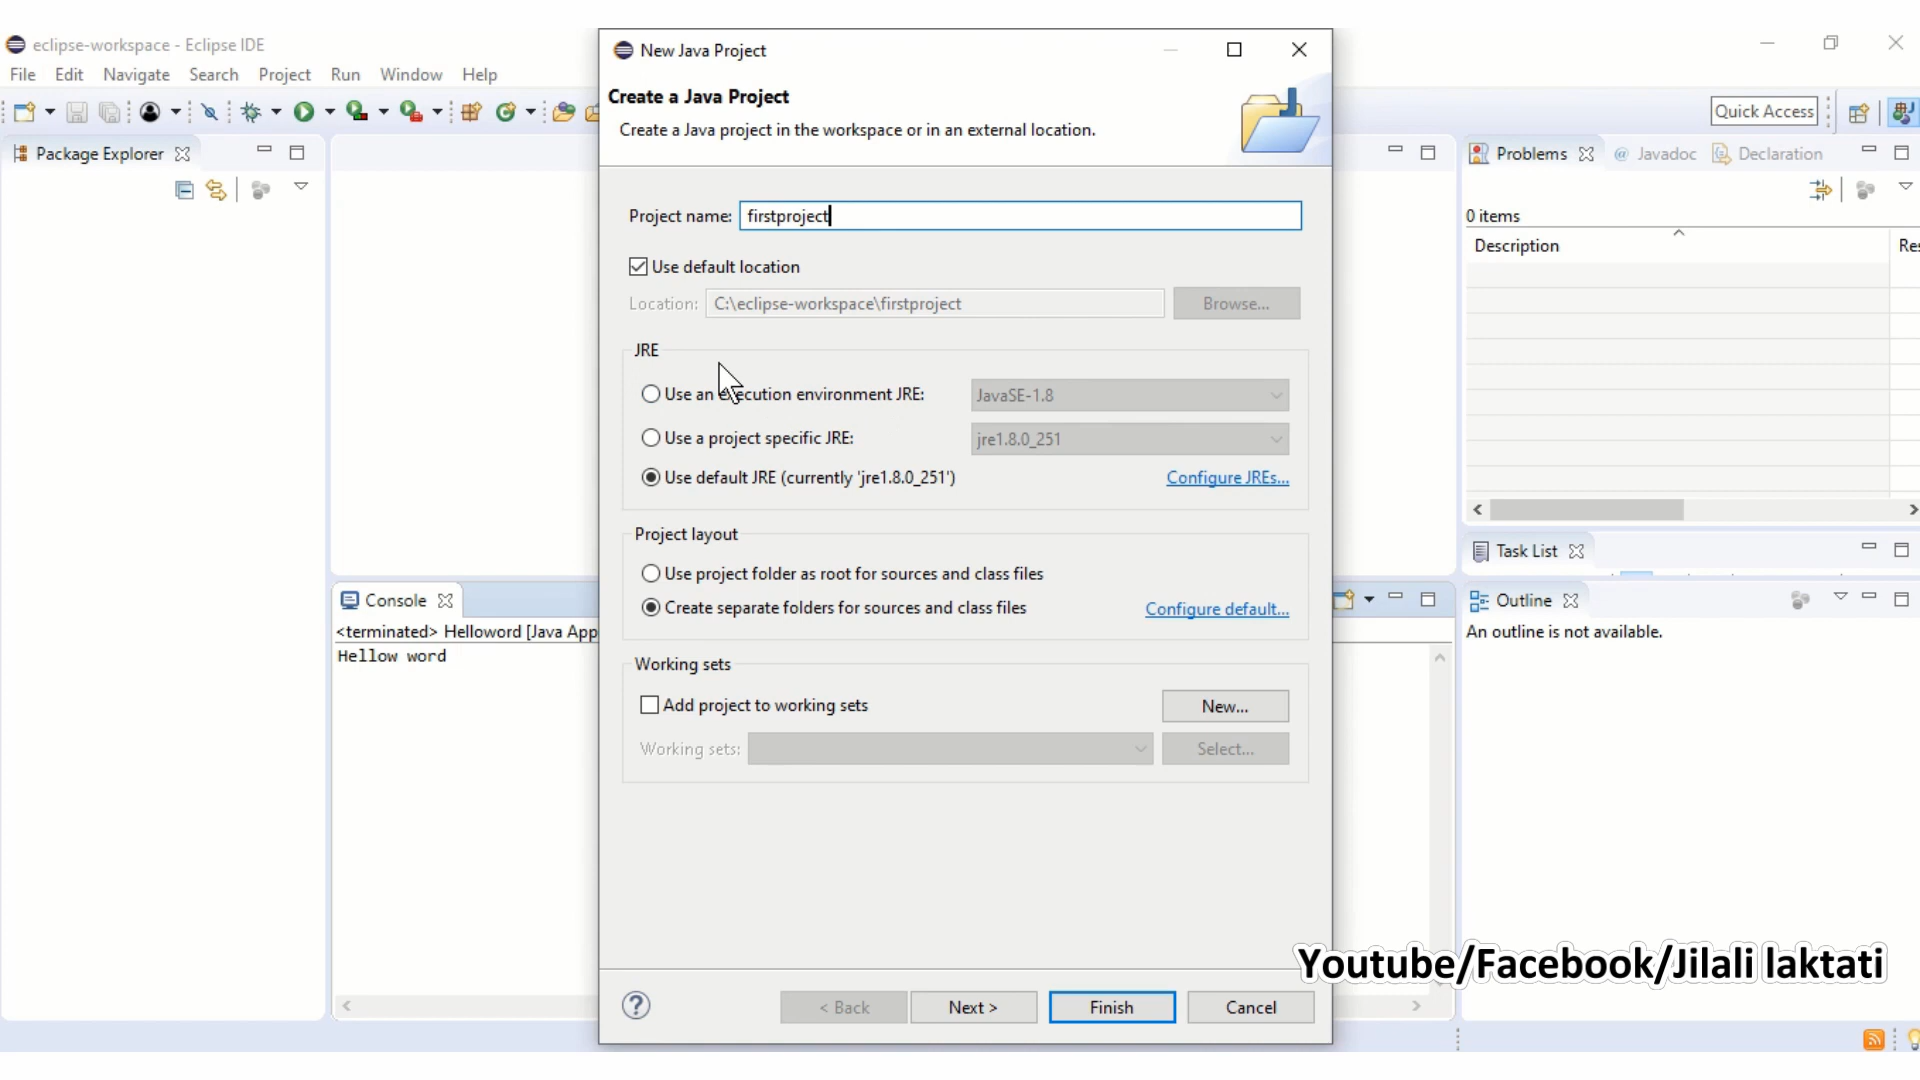 eclipse-workspace - Eclipse IDE
File Edit Navigate Search Project Run Window Help
Quick Access
Package Explorer
New Java Project
Create a Java Project
Create a Java project in the workspace or in an external location.
Project name: firstproject
Use default location
Location: C:\eclipse-workspace\firstproject Browse...
JRE
Use an execution environment JRE: JavaSE-1.8
Use a project specific JRE: jre1.8.0_251
Use default JRE (currently 'jre1.8.0_251') Configure JREs...
Project layout
Use project folder as root for sources and class files
Create separate folders for sources and class files Configure default...
Working sets
Add project to working sets New...
Working sets: Select...
< Back Next > Finish Cancel
Console
<terminated> Helloword [Java App
Hellow word
Problems @ Javadoc Declaration
0 items
Description Res
Task List
Outline
An outline is not available.
Youtube/Facebook/Jilali laktati